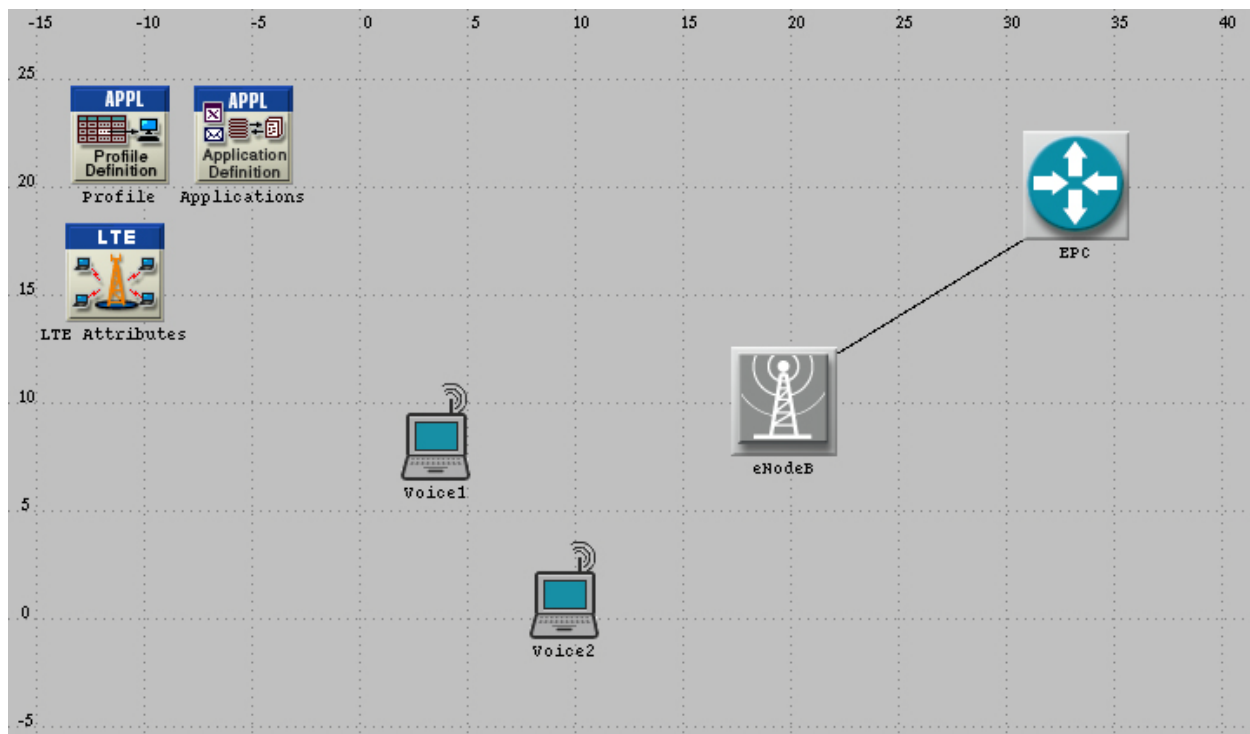 -15 -10 -5 0 5 10 15 20 25 30 35 40
25
APPL
Profiile
Definition
Profile
APPL
Application
Definition
Applications
20
LTE
LTE Attributes
15
EPC
10
eNodeB
Voice1
5
0
Voice2
-5